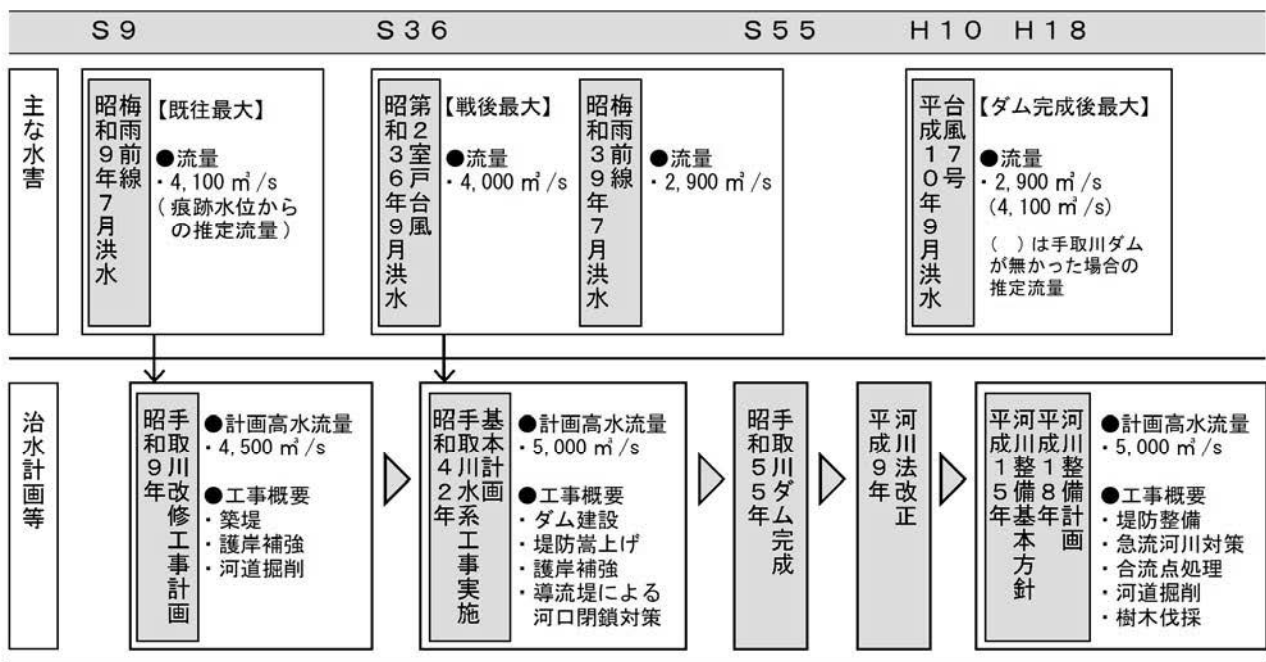 S9 S36 S55 H10 H18
主な水害
梅雨前線
昭和9年7月洪水
【既往最大】
●流量
・4,100㎥/s
(痕跡水位から
の推定流量)
第2室戸台風
昭和36年9月洪水
【戦後最大】
●流量
・4,000㎥/s
梅雨前線
昭和39年7月洪水
●流量
・2,900㎥/s
台風7号
平成10年9月洪水
【ダム完成後最大】
●流量
・2,900㎥/s
(4,100㎥/s)
( )は手取川ダム
が無かった場合の
推定流量
治水計画等
手取川改修工事計画
昭和9年
●計画高水流量
・4,500㎥/s
●工事概要
・築堤
・護岸補強
・河道掘削
基本計画
手取川水系工事実施
昭和42年
●計画高水流量
・5,000㎥/s
●工事概要
・ダム建設
・堤防嵩上げ
・護岸補強
・導流堤による
河口閉鎖対策
手取川ダム完成
昭和55年
河川法改正
平成9年
河川整備計画
平成18年
河川整備基本方針
平成15年
●計画高水流量
・5,000㎥/s
●工事概要
・堤防整備
・急流河川対策
・合流点処理
・河道掘削
・樹木伐採